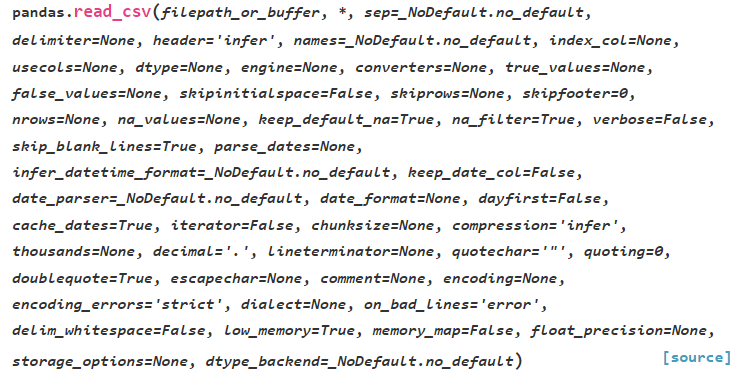 pandas.read_csv(filepath_or_buffer, *, sep=_NoDefault.no_default,
delimiter=None, header='infer', names=_NoDefault.no_default, index_col=None,
usecols=None, dtype=None, engine=None, converters=None, true_values=None,
false_values=None, skipinitialspace=False, skiprows=None, skipfooter=0,
nrows=None, na_values=None, keep_default_na=True, na_filter=True, verbose=False,
skip_blank_lines=True, parse_dates=None,
infer_datetime_format=_NoDefault.no_default, keep_date_col=False,
date_parser=_NoDefault.no_default, date_format=None, dayfirst=False,
cache_dates=True, iterator=False, chunksize=None, compression='infer',
thousands=None, decimal='.', lineterminator=None, quotechar='"', quoting=0,
doublequote=True, escapechar=None, comment=None, encoding=None,
encoding_errors='strict', dialect=None, on_bad_lines='error',
delim_whitespace=False, low_memory=True, memory_map=False, float_precision=None,
storage_options=None, dtype_backend=_NoDefault.no_default) [source]